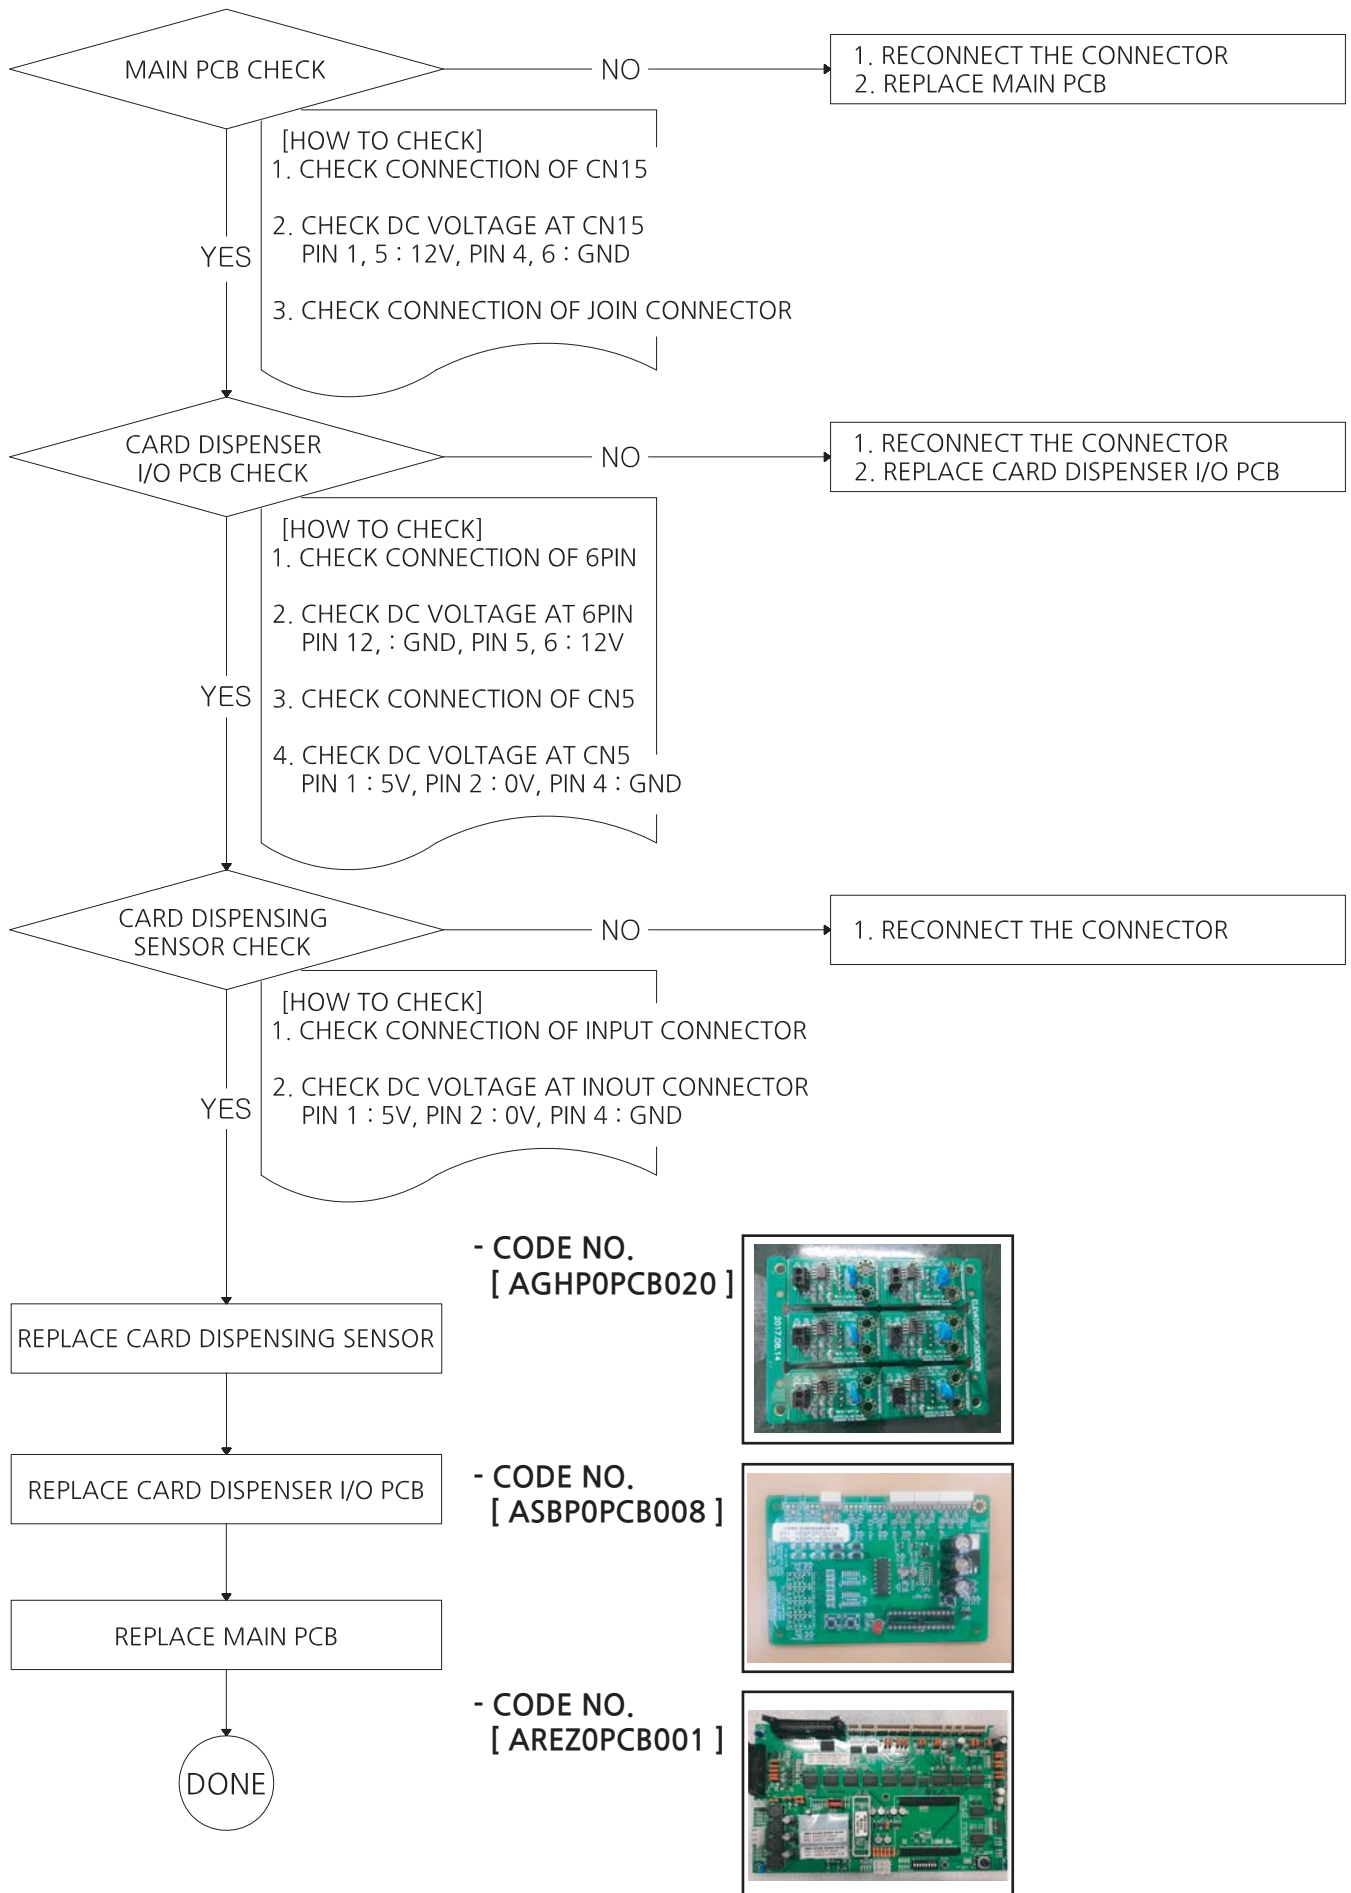 MAIN PCB CHECK
NO
1. RECONNECT THE CONNECTOR
2. REPLACE MAIN PCB
[HOW TO CHECK]
1. CHECK CONNECTION OF CN15
2. CHECK DC VOLTAGE AT CN15
PIN 1, 5 : 12V, PIN 4, 6 : GND
3. CHECK CONNECTION OF JOIN CONNECTOR
YES
CARD DISPENSER
I/O PCB CHECK
NO
1. RECONNECT THE CONNECTOR
2. REPLACE CARD DISPENSER I/O PCB
[HOW TO CHECK]
1. CHECK CONNECTION OF 6PIN
2. CHECK DC VOLTAGE AT 6PIN
PIN 12, : GND, PIN 5, 6 : 12V
3. CHECK CONNECTION OF CN5
4. CHECK DC VOLTAGE AT CN5
PIN 1 : 5V, PIN 2 : 0V, PIN 4 : GND
YES
CARD DISPENSING
SENSOR CHECK
NO
1. RECONNECT THE CONNECTOR
[HOW TO CHECK]
1. CHECK CONNECTION OF INPUT CONNECTOR
2. CHECK DC VOLTAGE AT INOUT CONNECTOR
PIN 1 : 5V, PIN 2 : 0V, PIN 4 : GND
YES
- CODE NO.
[ AGHP0PCB020 ]
2017.08.14
REPLACE CARD DISPENSING SENSOR
- CODE NO.
[ ASBP0PCB008 ]
REPLACE CARD DISPENSER I/O PCB
REPLACE MAIN PCB
- CODE NO.
[ AREZ0PCB001 ]
DONE